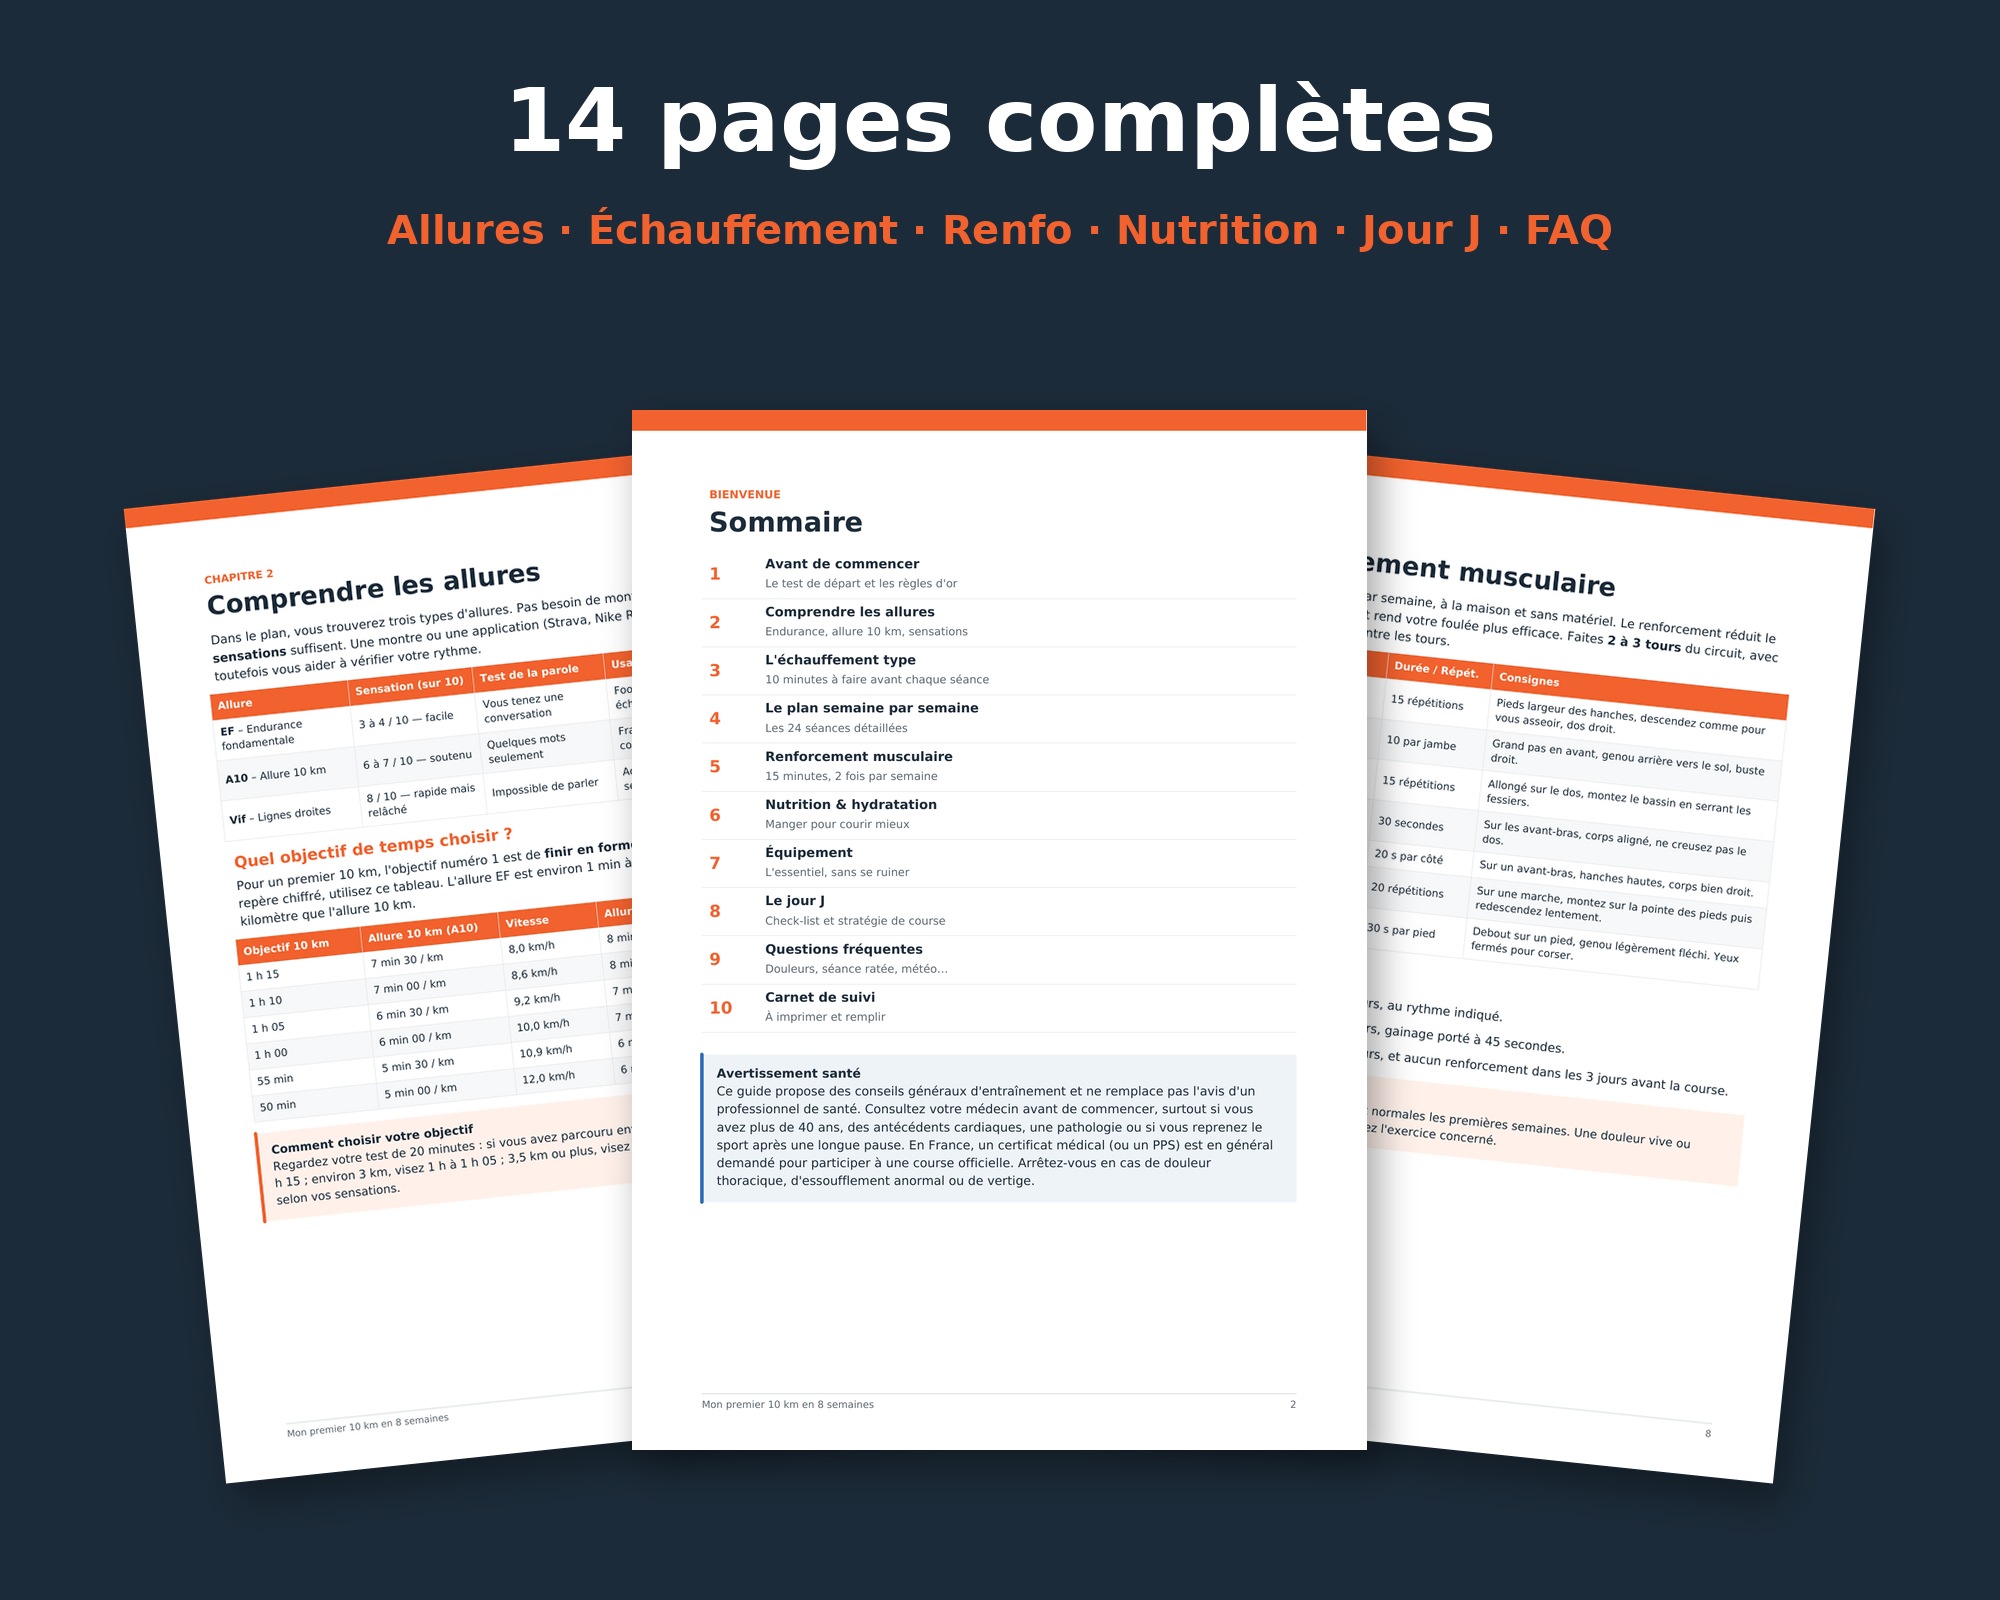 14 pages complètes
Allures · Échauffement · Renfo · Nutrition · Jour J · FAQ
CHAPITRE 2
Comprendre les allures
Dans le plan, vous trouverez trois types d'allures. Pas besoin de
sensations suffisent. Une montre ou une application (Strava, Nike
toutefois vous aider à vérifier votre rythme.
Allure Sensation (sur 10) Test de la parole
EF – Endurance fondamentale 3 à 4 / 10 — facile Vous tenez une conversation
A10 – Allure 10 km 6 à 7 / 10 — soutenu Quelques mots seulement
Vif – Lignes droites 8 / 10 — rapide mais relâché Impossible de parler
Quel objectif de temps choisir ?
Pour un premier 10 km, l'objectif numéro 1 est de finir en
repère chiffré, utilisez ce tableau. L'allure EF est environ 1 min à
kilomètre que l'allure 10 km.
Objectif 10 km Allure 10 km (A10) Vitesse
1 h 15 7 min 30 / km 8,0 km/h 8
1 h 10 7 min 00 / km 8,6 km/h 8
1 h 05 6 min 30 / km 9,2 km/h 7
1 h 00 6 min 00 / km 10,0 km/h 7
55 min 5 min 30 / km 10,9 km/h 6
50 min 5 min 00 / km 12,0 km/h 6
Comment choisir votre objectif
Regardez votre test de 20 minutes : si vous avez parcouru
h 15 ; environ 3 km, visez 1 h à 1 h 05 ; 3,5 km ou plus, visez
selon vos sensations.
Mon premier 10 km en 8 semaines
BIENVENUE
Sommaire
1 Avant de commencer
Le test de départ et les règles d'or
2 Comprendre les allures
Endurance, allure 10 km, sensations
3 L'échauffement type
10 minutes à faire avant chaque séance
4 Le plan semaine par semaine
Les 24 séances détaillées
5 Renforcement musculaire
15 minutes, 2 fois par semaine
6 Nutrition & hydratation
Manger pour courir mieux
7 Équipement
L'essentiel, sans se ruiner
8 Le jour J
Check-list et stratégie de course
9 Questions fréquentes
Douleurs, séance ratée, météo…
10 Carnet de suivi
À imprimer et remplir
Avertissement santé
Ce guide propose des conseils généraux d'entraînement et ne remplace pas l'avis d'un
professionnel de santé. Consultez votre médecin avant de commencer, surtout si vous
avez plus de 40 ans, des antécédents cardiaques, une pathologie ou si vous reprenez le
sport après une longue pause. En France, un certificat médical (ou un PPS) est en général
demandé pour participer à une course officielle. Arrêtez-vous en cas de douleur
thoracique, d'essoufflement anormal ou de vertige.
Mon premier 10 km en 8 semaines 2
ement musculaire
par semaine, à la maison et sans matériel. Le renforcement réduit le
rend votre foulée plus efficace. Faites 2 à 3 tours du circuit, avec
entre les tours.
Durée / Répét. Consignes
15 répétitions Pieds largeur des hanches, descendez comme pour vous asseoir, dos droit.
10 par jambe Grand pas en avant, genou arrière vers le sol, buste droit.
15 répétitions Allongé sur le dos, montez le bassin en serrant les fessiers.
30 secondes Sur les avant-bras, corps aligné, ne creusez pas le dos.
20 s par côté Sur un avant-bras, hanches hautes, corps bien droit.
20 répétitions Sur une marche, montez sur la pointe des pieds puis redescendez lentement.
30 s par pied Debout sur un pied, genou légèrement fléchi. Yeux fermés pour corser.
au rythme indiqué.
gainage porté à 45 secondes.
et aucun renforcement dans les 3 jours avant la course.
normales les premières semaines. Une douleur vive ou
l'exercice concerné.
8